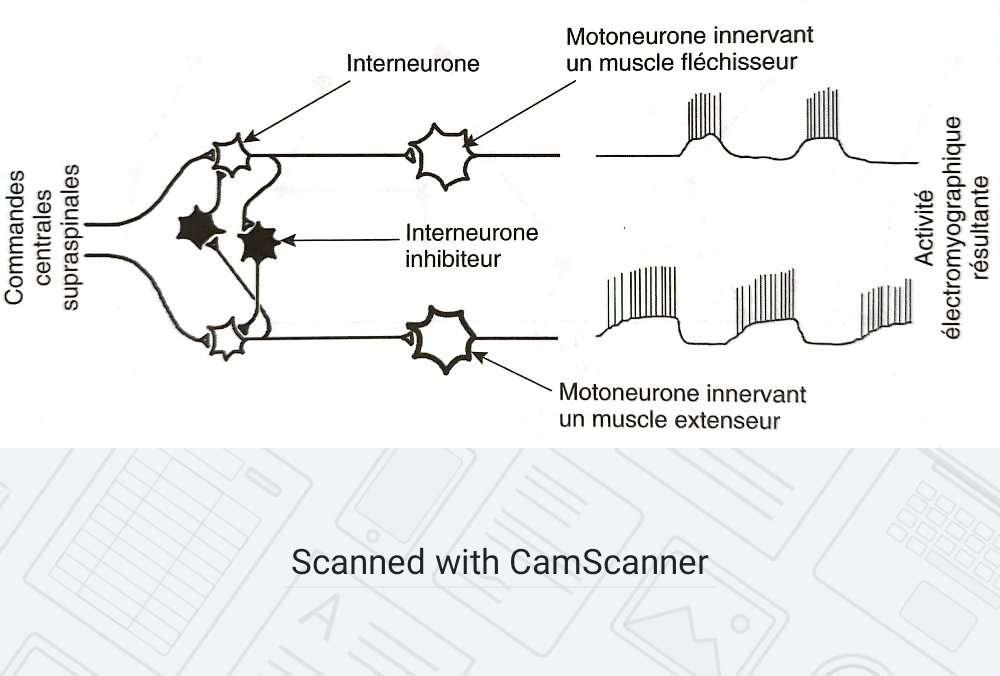 Motoneurone innervant
un muscle fléchisseur
Interneurone
Commandes
centrales
supraspinales
Interneurone
inhibiteur
Activité
électromyographique
résultante
Motoneurone innervant
un muscle extenseur
Scanned with CamScanner